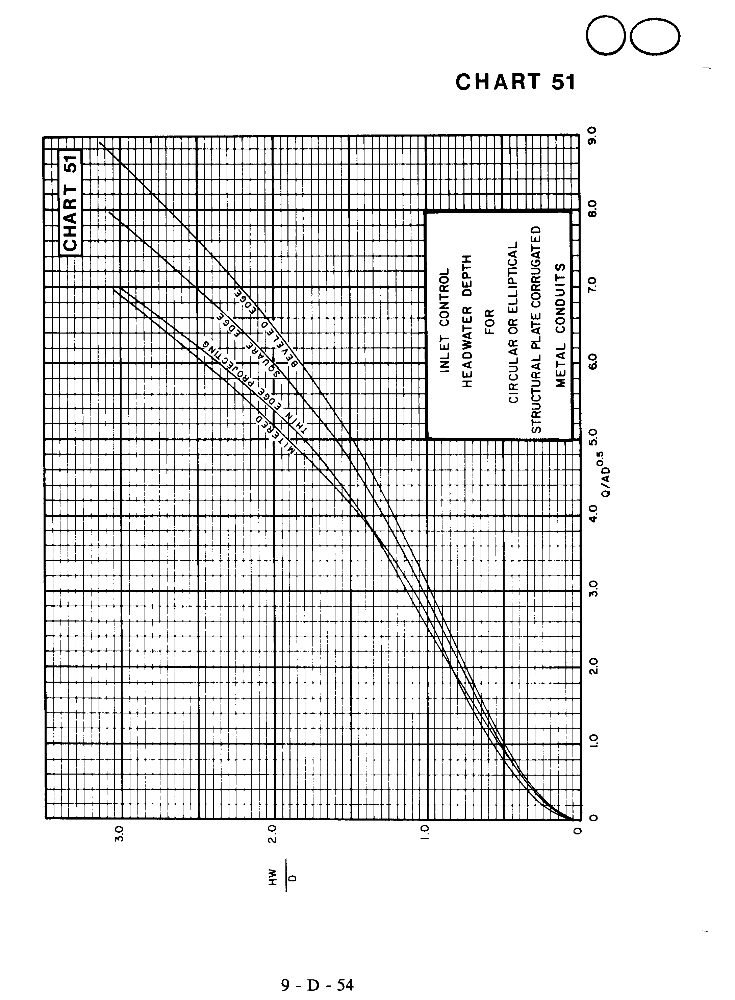 CHART 51
CHART 51
BEVELED EDGE
SQUARE EDGE
THIN EDGE PROJECTING
MITERED
INLET CONTROL
HEADWATER DEPTH
FOR
CIRCULAR OR ELLIPTICAL
STRUCTURAL PLATE CORRUGATED
METAL CONDUITS
HW
D
3.0
2.0
1.0
0
0
1.0
2.0
3.0
4.0
5.0
6.0
7.0
8.0
9.0
Q/AD0.5
9 - D - 54